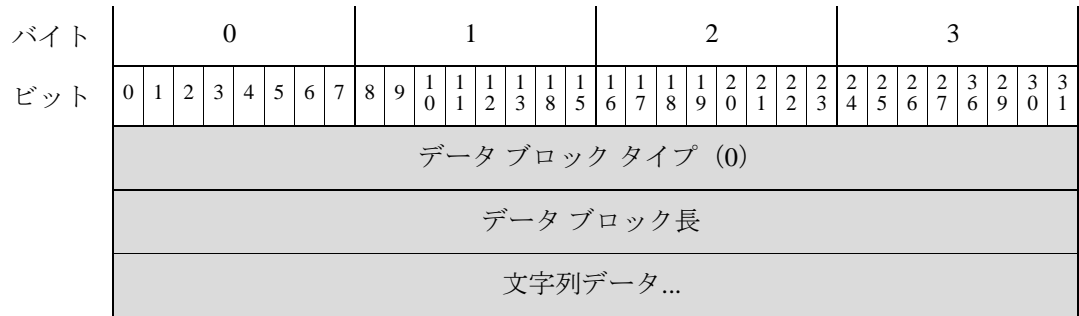 バイト 0 1 2 3
ビット 0 1 2 3 4 5 6 7 8 9 10 11 12 13 18 15 16 17 18 19 20 21 22 23 24 25 26 27 36 29 30 31
データ ブロック タイプ (0)
データ ブロック長
文字列データ...